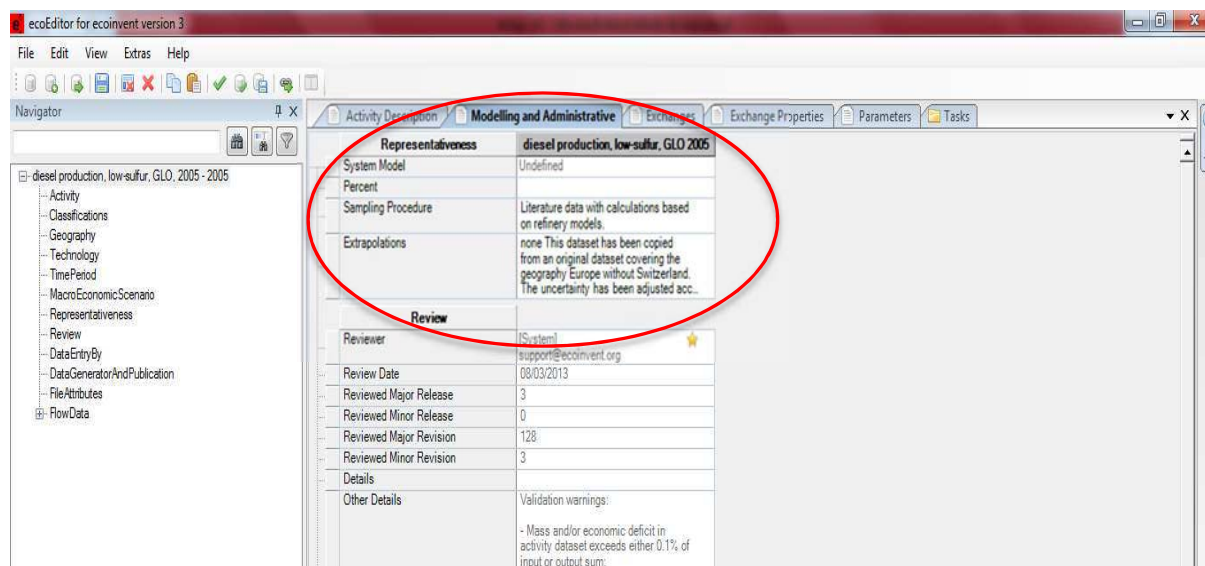 ecoEditor for ecoinvent version 3
File Edit View Extras Help
Navigator
Activity Description Modelling and Administrative Exchanges Exchange Properties Parameters Tasks
diesel production, low-sulfur, GLO, 2005 - 2005
Activity
Classifications
Geography
Technology
TimePeriod
MacroEconomicScenario
Representativeness
Review
DataEntryBy
DataGeneratorAndPublication
FileAttributes
FlowData
Representativeness diesel production, low-sulfur, GLO 2005
System Model Undefined
Percent
Sampling Procedure Literature data with calculations based
on refinery models.
Extrapolations none This dataset has been copied
from an original dataset covering the
geography Europe without Switzerland.
The uncertainty has been adjusted acc...
Review
Reviewer [System]
support@ecoinvent.org
Review Date 08/03/2013
Reviewed Major Release 3
Reviewed Minor Release 0
Reviewed Major Revision 128
Reviewed Minor Revision 3
Details
Other Details Validation warnings:
- Mass and/or economic deficit in
activity dataset exceeds either 0.1% of
input or output sum: